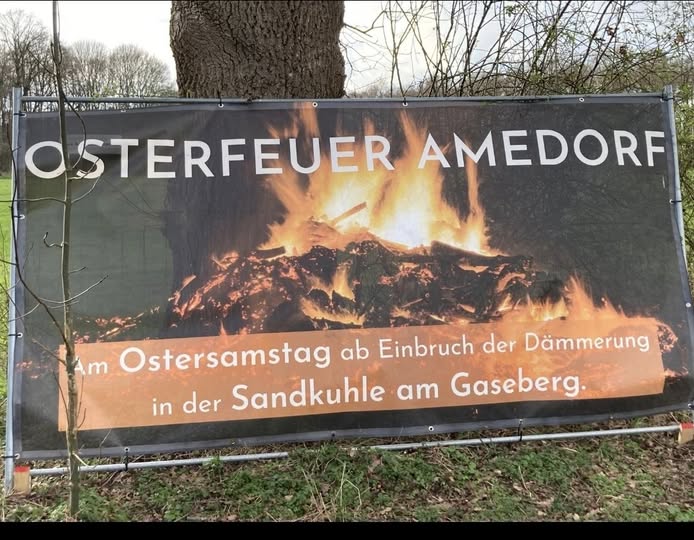 OSTERFEUER AMEDORF
Am Ostersamstag ab Einbruch der Dämmerung
in der Sandkuhle am Gaseberg.